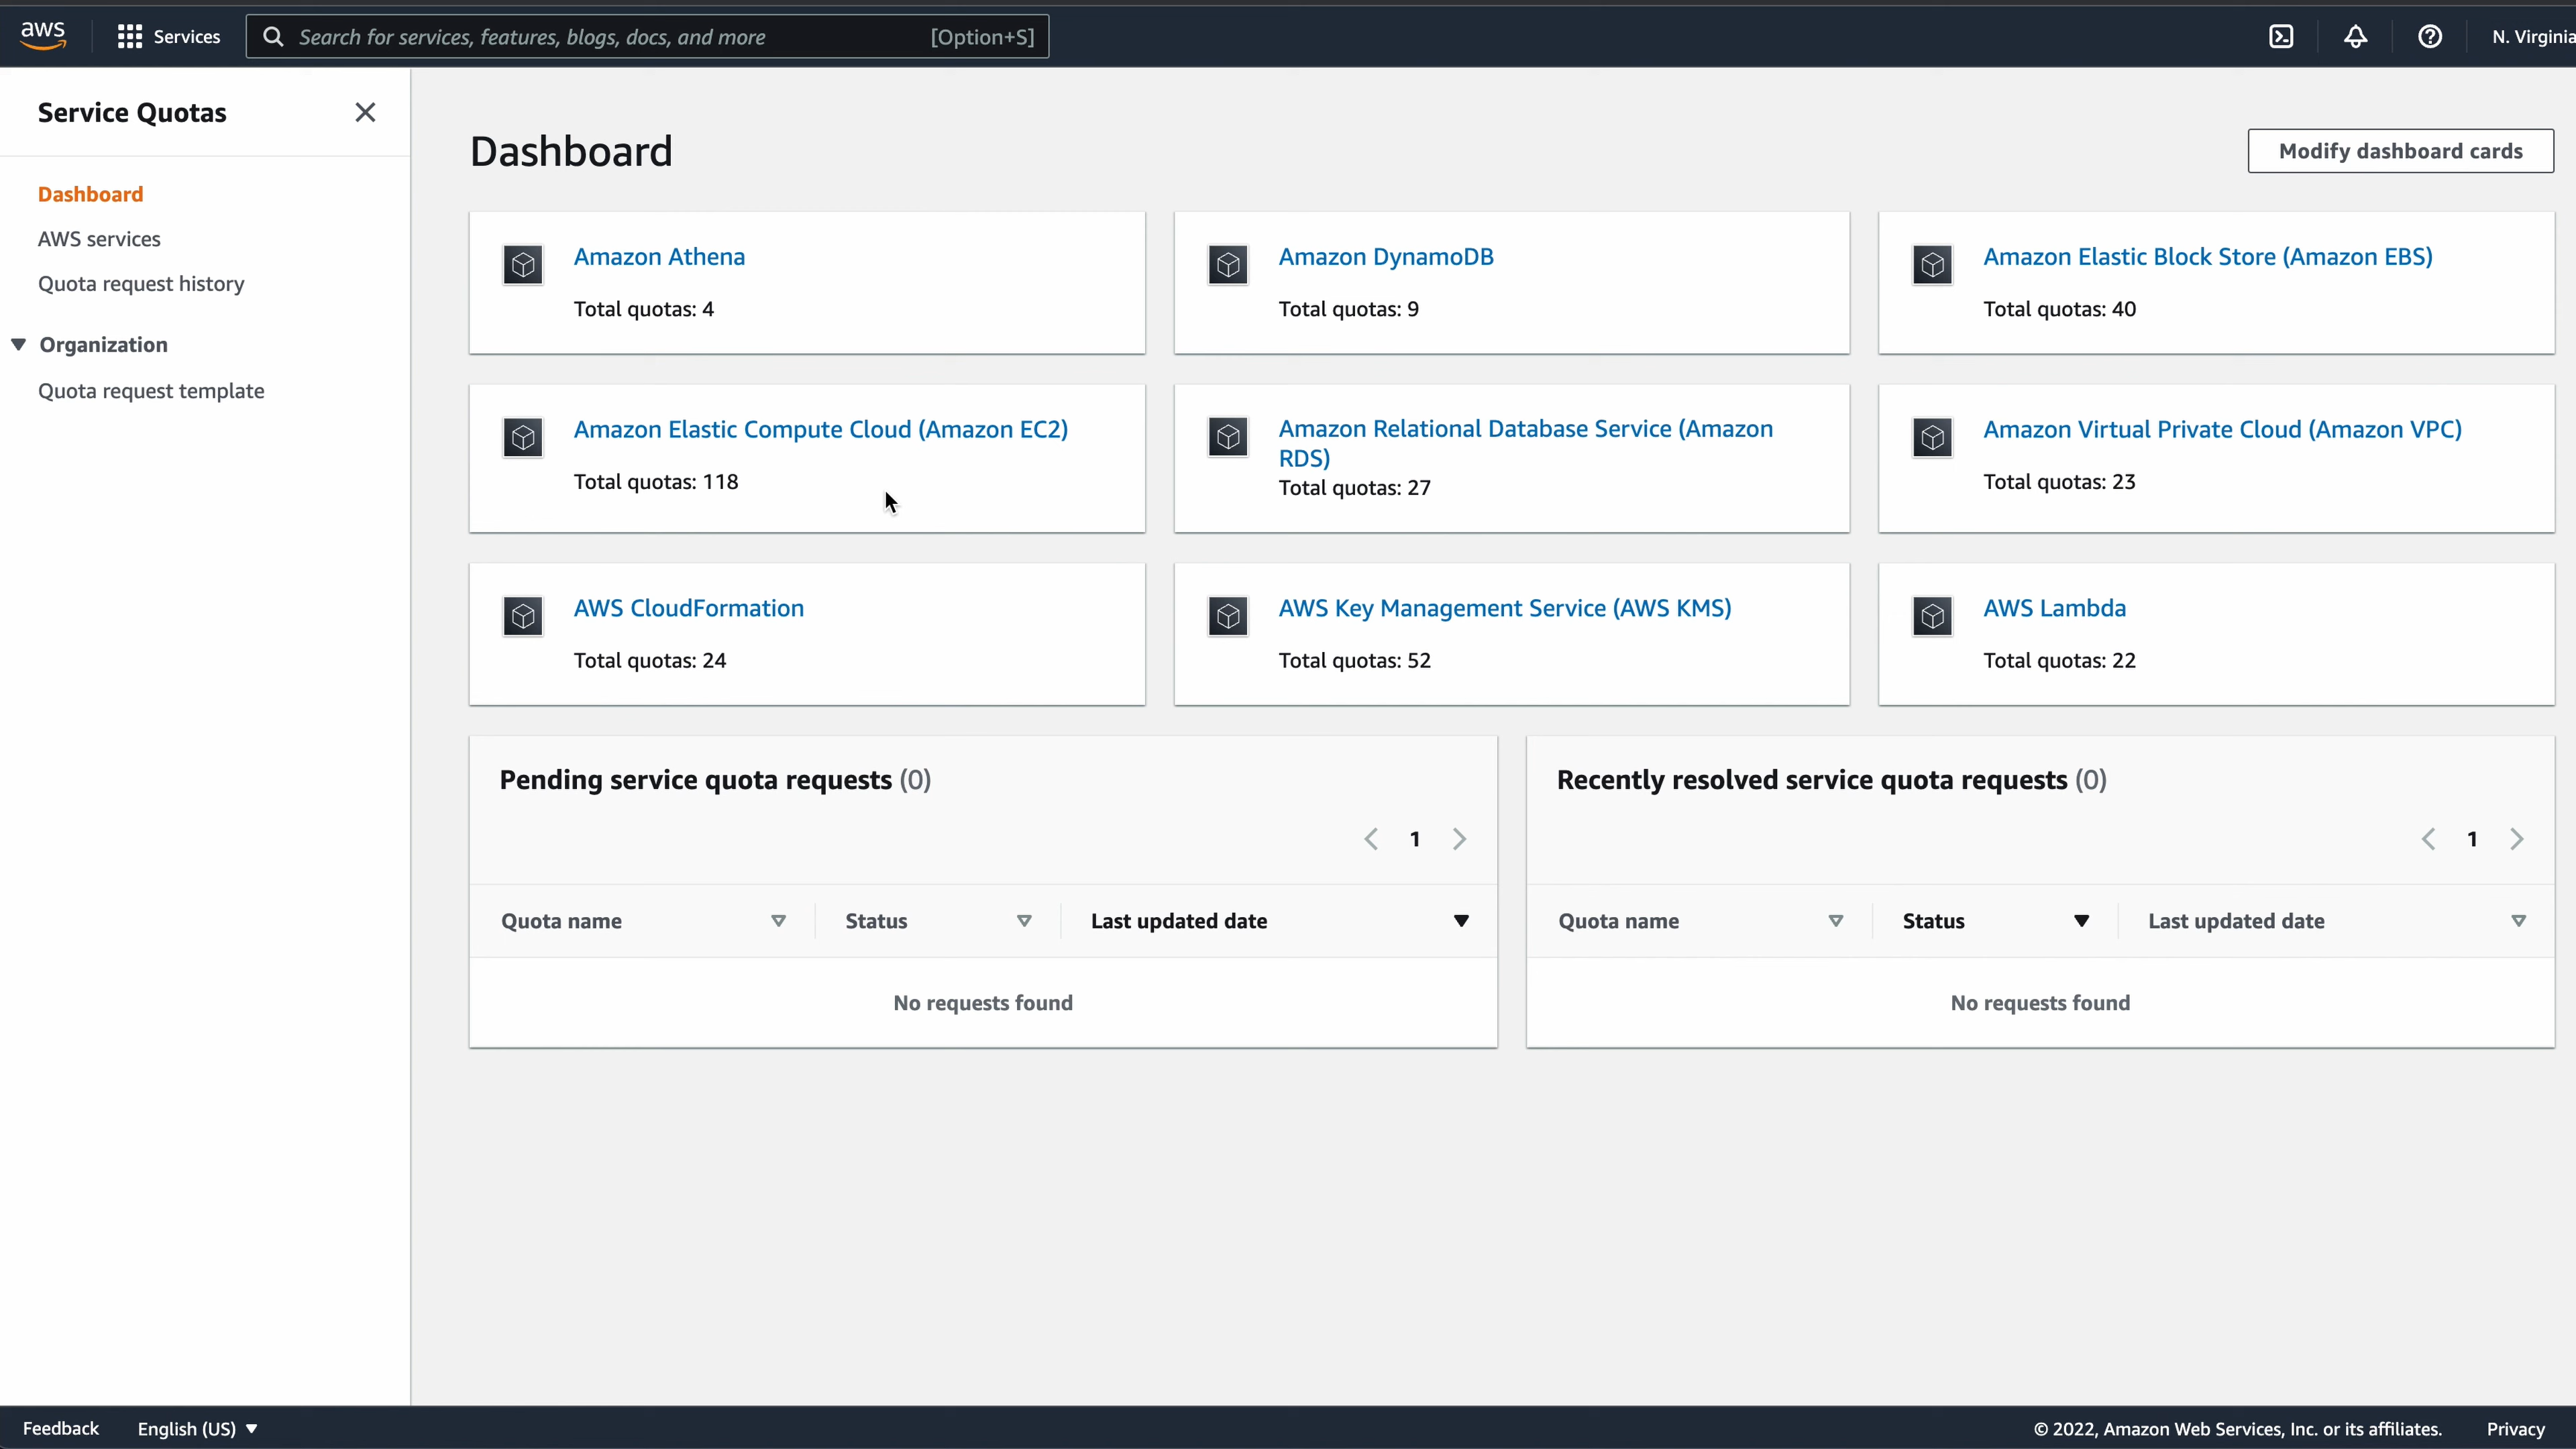 aws
Services
Search for services, features, blogs, docs, and more
[Option+S]
N. Virginia
Service Quotas
Dashboard
AWS services
Quota request history
Organization
Quota request template
Dashboard
Modify dashboard cards
Amazon Athena
Total quotas: 4
Amazon DynamoDB
Total quotas: 9
Amazon Elastic Block Store (Amazon EBS)
Total quotas: 40
Amazon Elastic Compute Cloud (Amazon EC2)
Total quotas: 118
Amazon Relational Database Service (Amazon
RDS)
Total quotas: 27
Amazon Virtual Private Cloud (Amazon VPC)
Total quotas: 23
AWS CloudFormation
Total quotas: 24
AWS Key Management Service (AWS KMS)
Total quotas: 52
AWS Lambda
Total quotas: 22
Pending service quota requests (0)
1
Quota name
Status
Last updated date
No requests found
Recently resolved service quota requests (0)
1
Quota name
Status
Last updated date
No requests found
Feedback
English (US)
© 2022, Amazon Web Services, Inc. or its affiliates.
Privacy